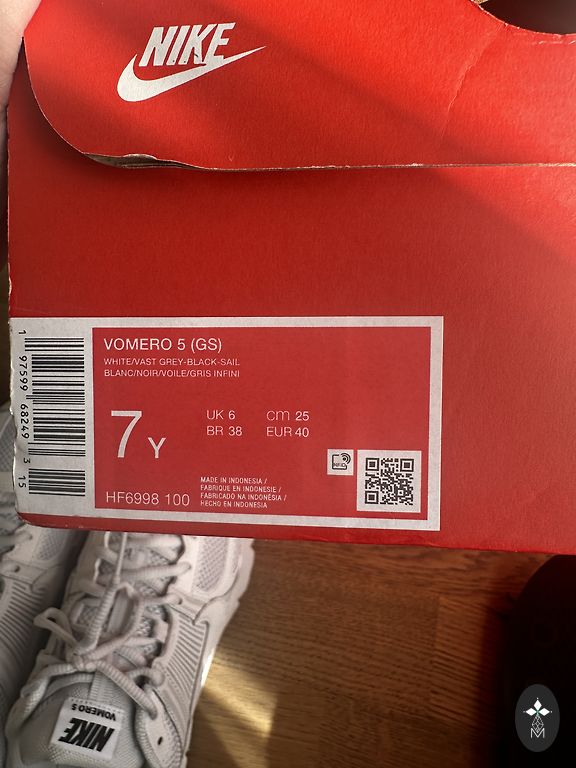 NIKE
VOMERO 5 (GS)
WHITE/VAST GREY-BLACK-SAIL
BLANC/NOIR/VOILE/GRIS INFINI
7 Y
UK 6 CM 25
BR 38 EUR 40
HF6998 100
MADE IN INDONESIA /
FABRIQUE EN INDONESIE /
FABRICADO NA INDONÉSIA /
HECHO EN INDONESIA
RFID
1 97599 68249 3 15
NIKE
VOMERO 5
M